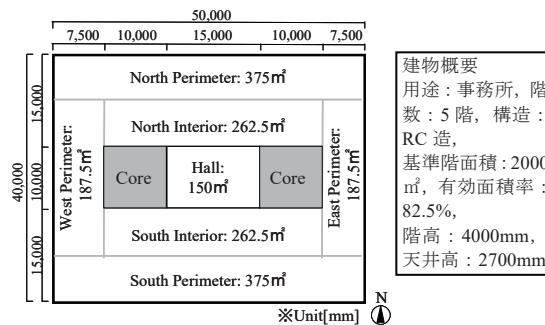 50,000
7,500 10,000 15,000 10,000 7,500
North Perimeter: 375㎡
North Interior: 262.5㎡
15,000
40,000
10,000
15,000
West Perimeter:
187.5㎡
Core
Hall:
150㎡
Core
East Perimeter:
187.5㎡
South Interior: 262.5㎡
South Perimeter: 375㎡
※Unit[mm]
N
建物概要
用途：事務所，階
数：5 階，構造：
RC 造，
基準階面積：2000
㎡，有効面積率：
82.5%，
階高：4000mm，
天井高：2700mm